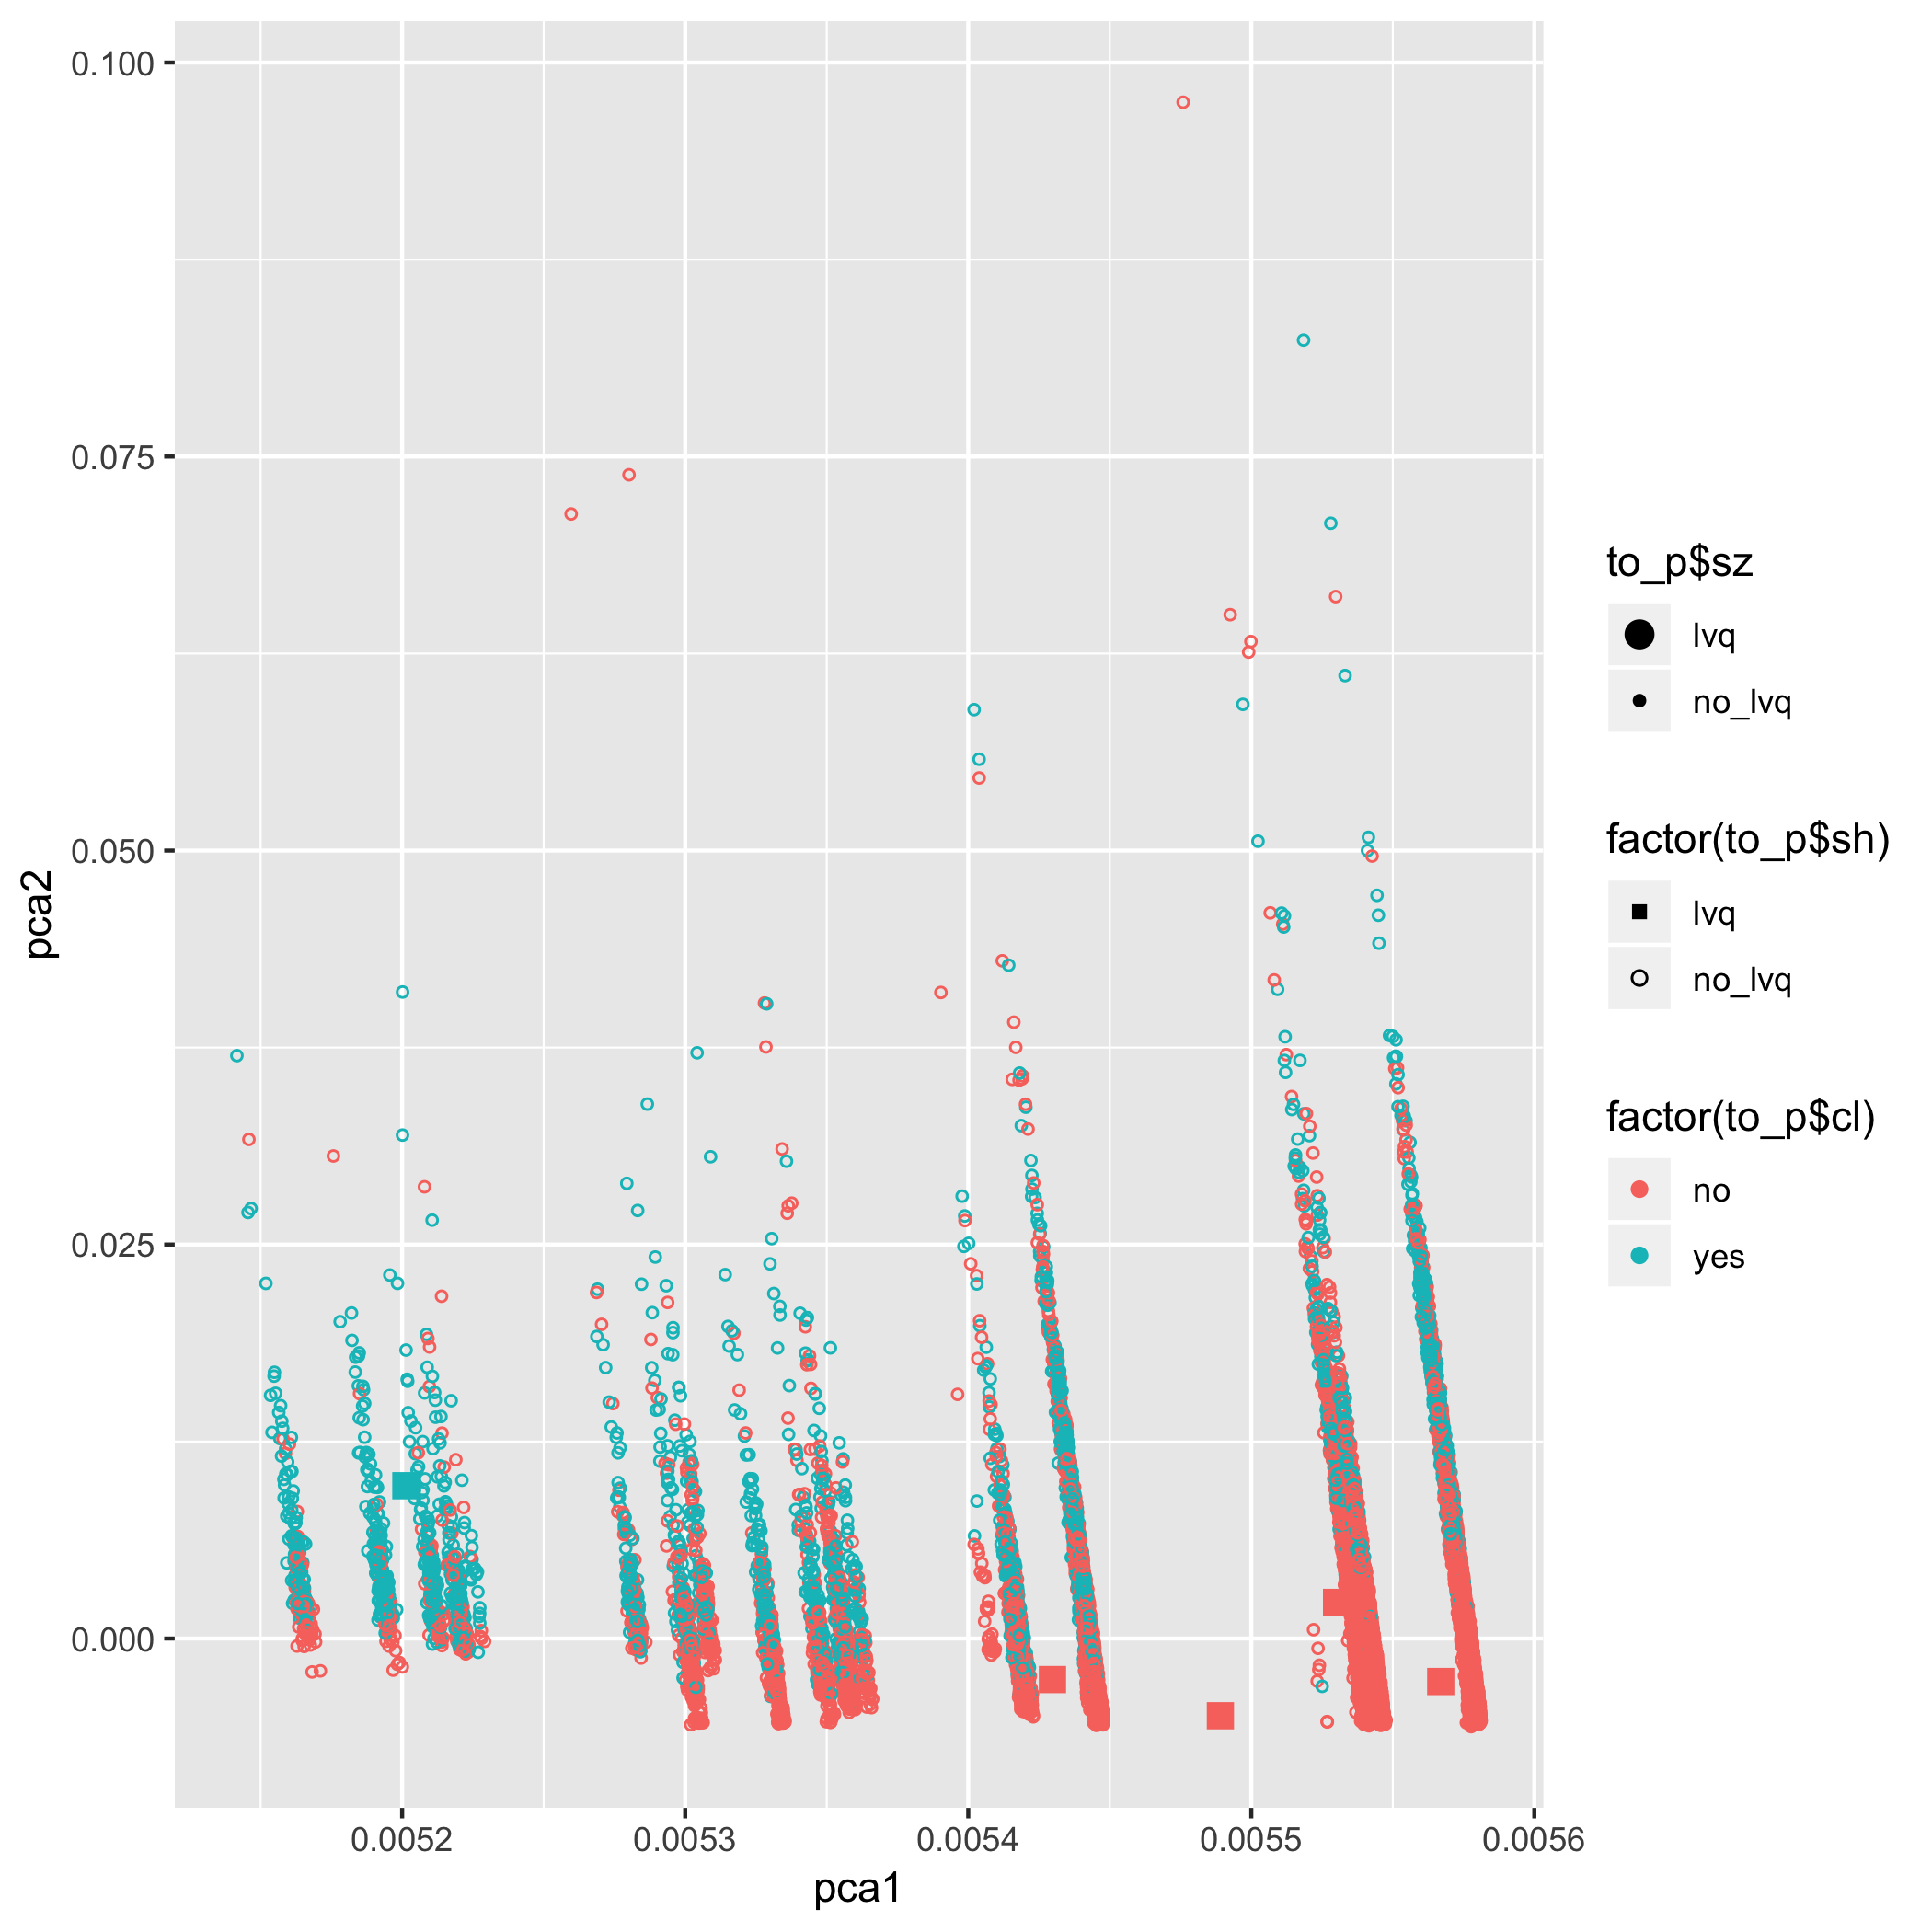 0.100
0.075
0.050
0.025
0.000
pca2
0.0052
0.0053
0.0054
0.0055
0.0056
pca1
to_p$sz
lvq
no_lvq
factor(to_p$sh)
lvq
no_lvq
factor(to_p$cl)
no
yes